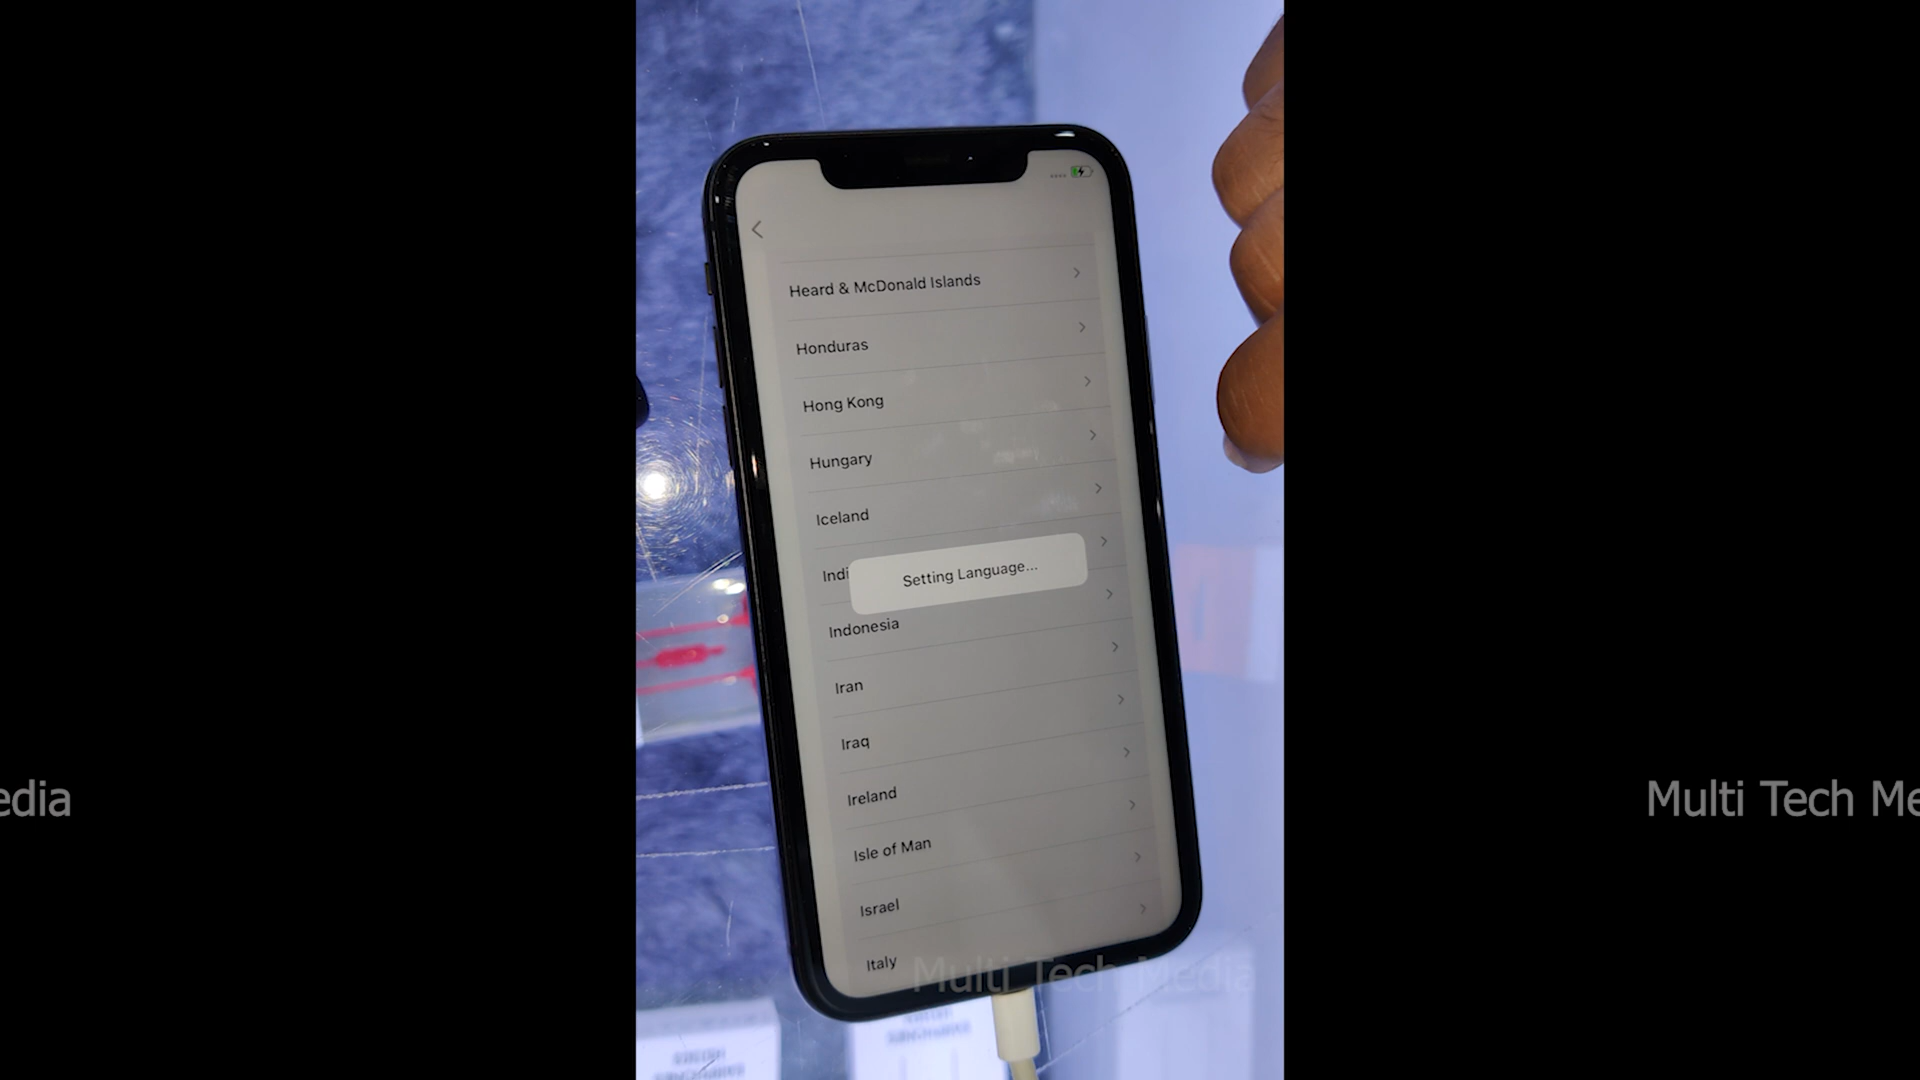 Heard & McDonald Islands
Honduras
Hong Kong
Hungary
Iceland
Indi
Setting Language...
Indonesia
Iran
Iraq
Ireland
Isle of Man
Israel
Italy
Multi Tech Media
edia
Multi Tech Me